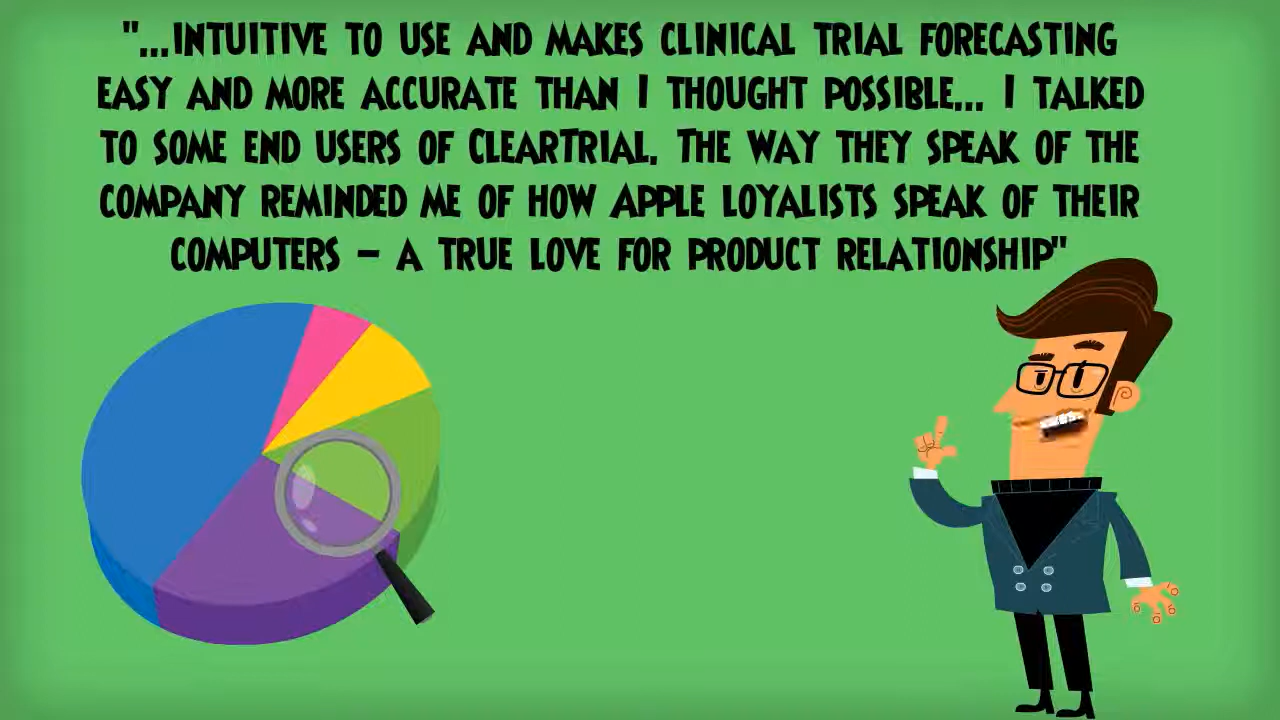 "...INTUITIVE TO USE AND MAKES CLINICAL TRIAL FORECASTING
EASY AND MORE ACCURATE THAN I THOUGHT POSSIBLE... I TALKED
TO SOME END USERS OF CLEARTRIAL. THE WAY THEY SPEAK OF THE
COMPANY REMINDED ME OF HOW APPLE LOYALISTS SPEAK OF THEIR
COMPUTERS – A TRUE LOVE FOR PRODUCT RELATIONSHIP"